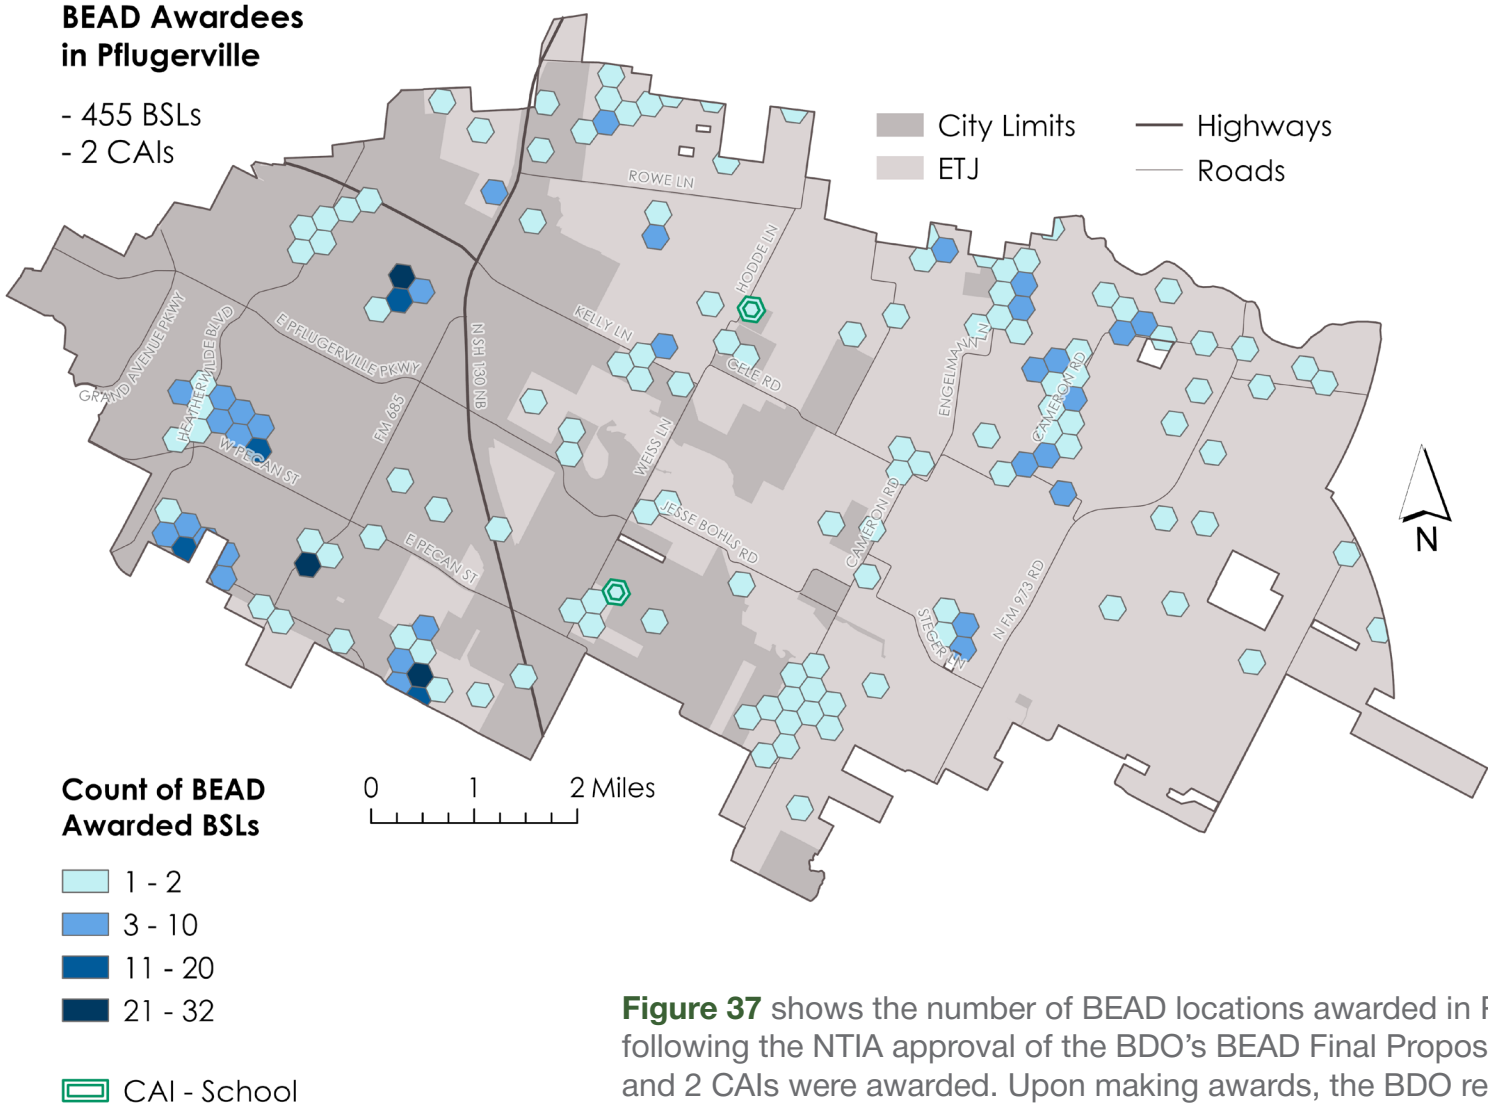 BEAD Awardees
in Pflugerville
- 455 BSLs
- 2 CAIs
City Limits
ETJ
Highways
Roads
ROWE LN
HODDE LN
KELLY LN
CELE RD
ENGELMANN LN
CAMERON RD
GRAND AVENUE PKWY
HEATHERWILDE BLVD
E PFLUGERVILLE PKWY
FM 685
N SH 130 NB
WEISS LN
W PECAN ST
E PECAN ST
JESSE BOHLS RD
CAMERON RD
STEGER LN
N FM 973 RD
N
0 1 2 Miles
Count of BEAD
Awarded BSLs
1 - 2
3 - 10
11 - 20
21 - 32
CAI - School
Figure 37 shows the number of BEAD locations awarded in
following the NTIA approval of the BDO’s BEAD Final
and 2 CAIs were awarded. Upon making awards, the BDO